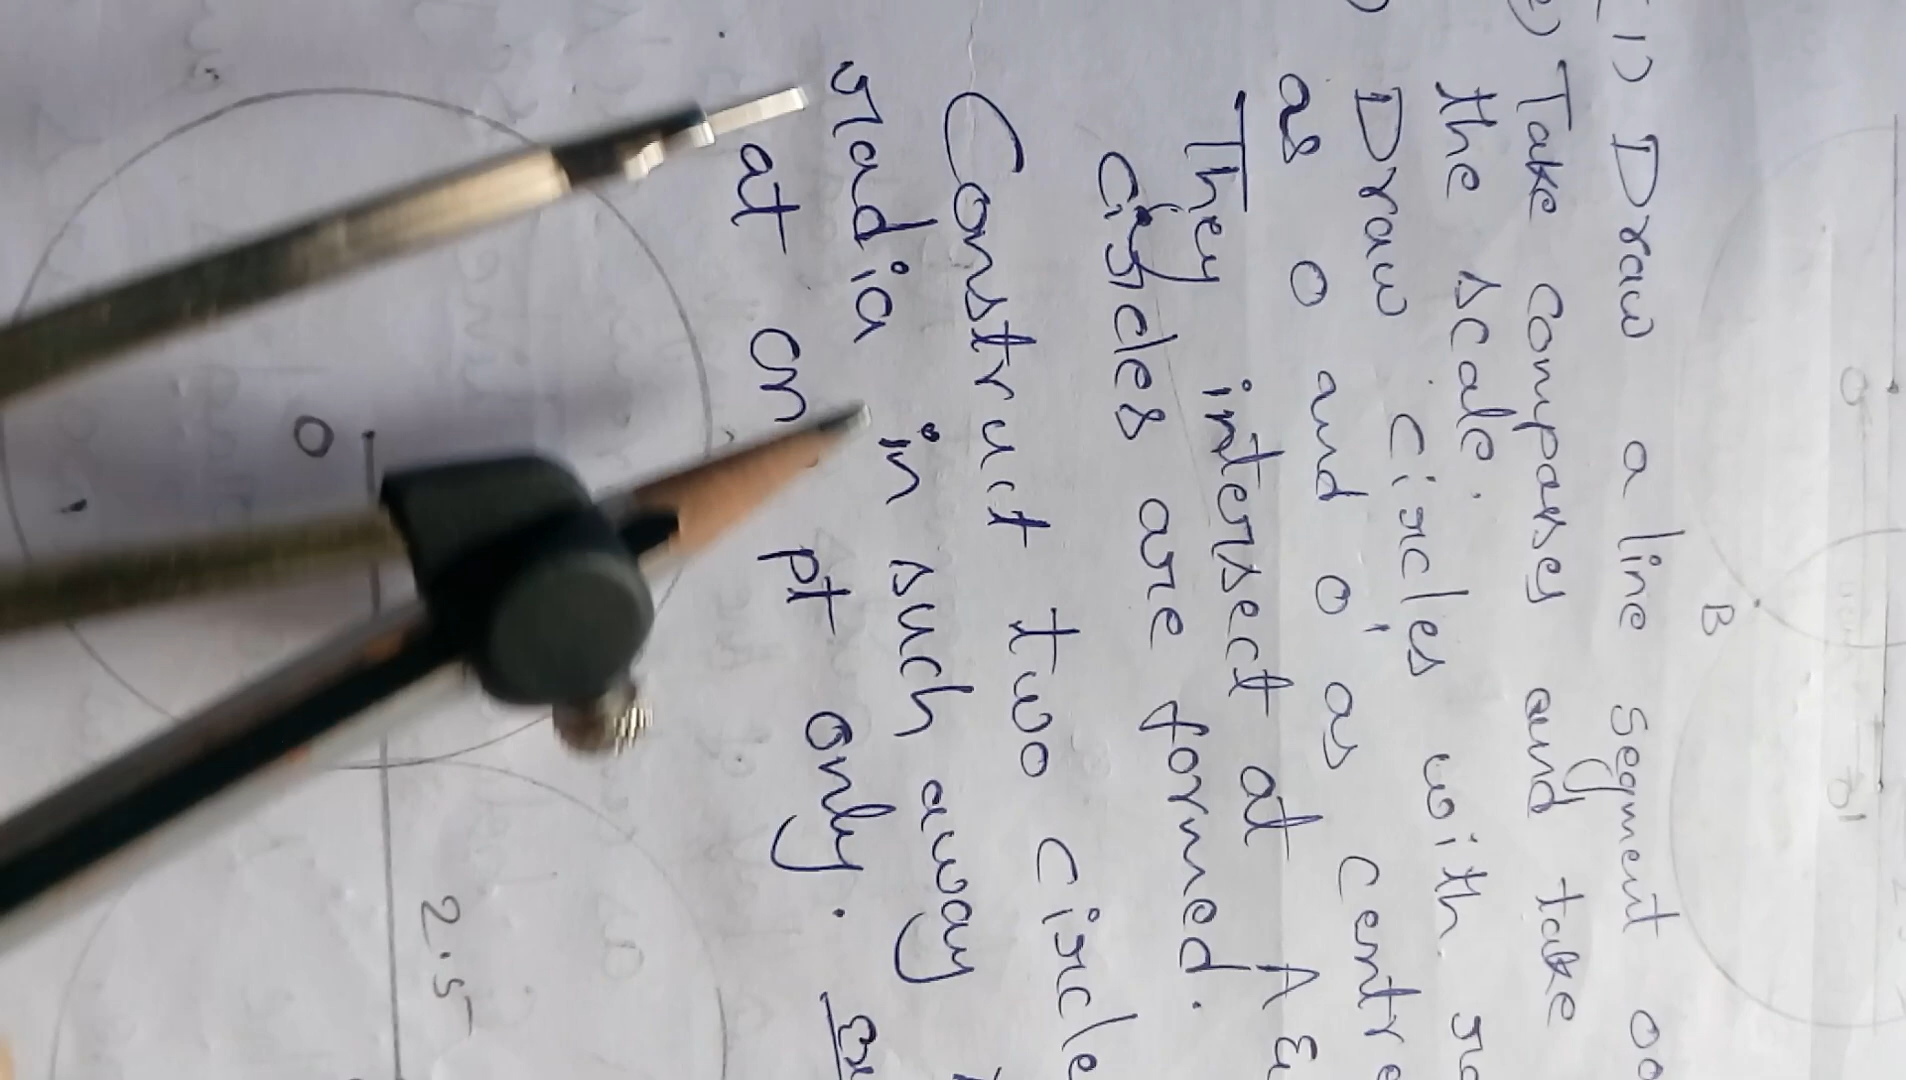 1) Draw a line segment
2) Take compasses and take
the scale.
) Draw circles with
as O and O' as centre
They intersect at A &
circles are formed.
Construct two circle
radia in such away
at on pt only.
O
2.5
B
O
O'